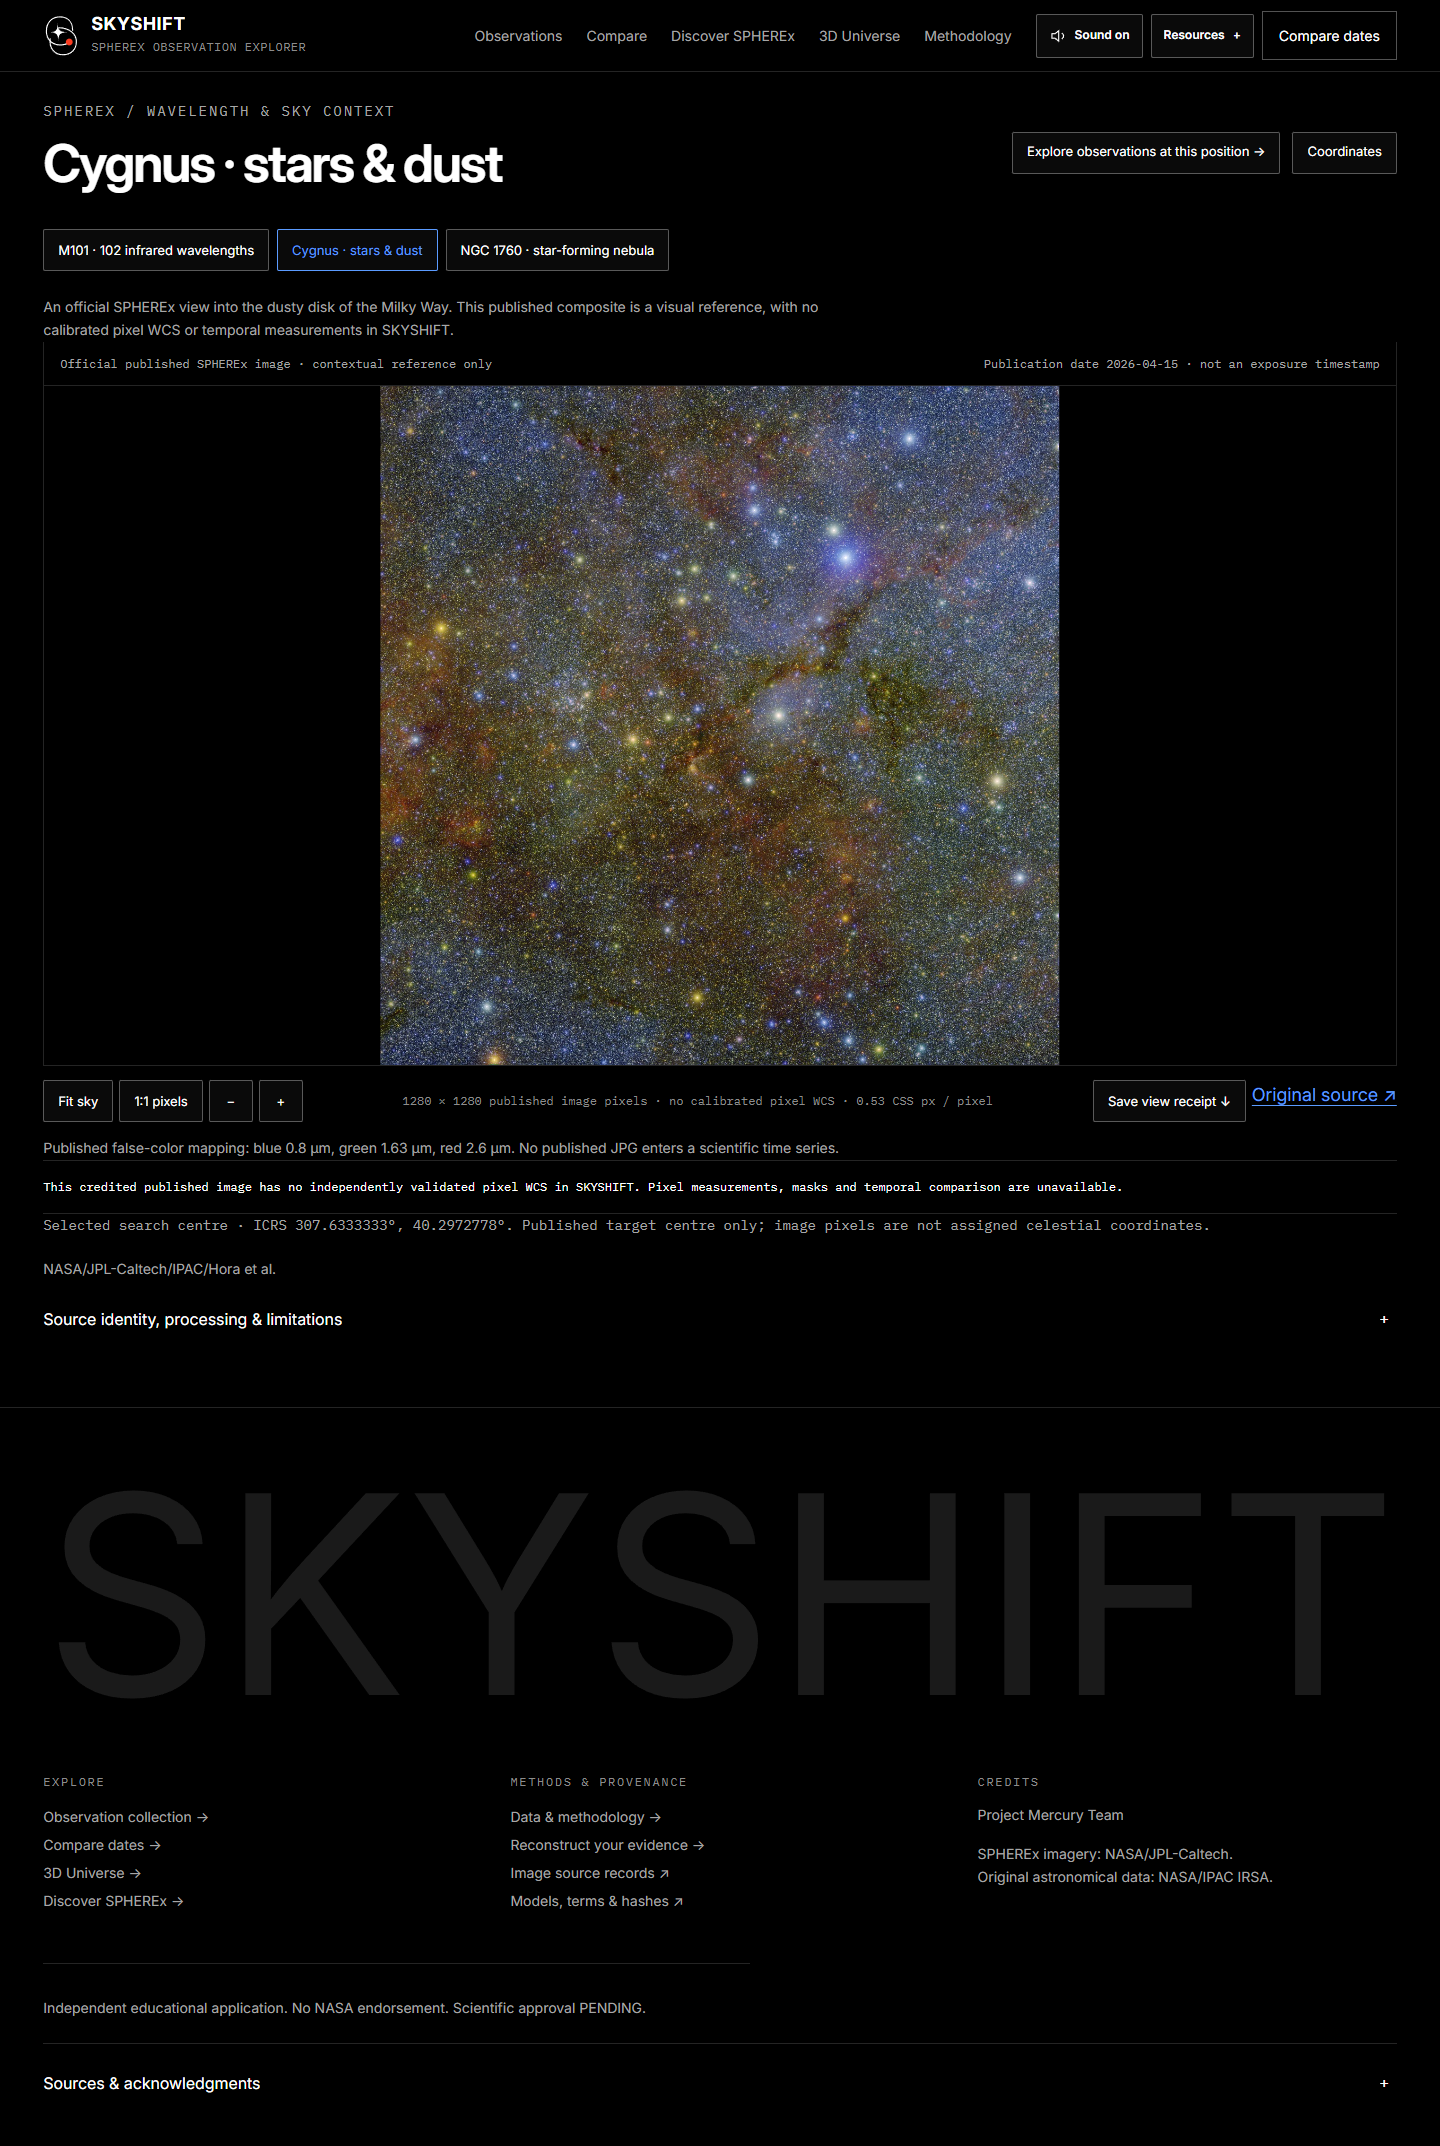 SKYSHIFT
SPHEREX OBSERVATION EXPLORER
Observations
Compare
Discover SPHEREx
3D Universe
Methodology
Sound on
Resources +
Compare dates
SPHEREX / WAVELENGTH & SKY CONTEXT
Cygnus · stars & dust
Explore observations at this position →
Coordinates
M101 · 102 infrared wavelengths
Cygnus · stars & dust
NGC 1760 · star-forming nebula
An official SPHEREx view into the dusty disk of the Milky Way. This published composite is a visual reference, with no
calibrated pixel WCS or temporal measurements in SKYSHIFT.
Official published SPHEREx image · contextual reference only
Publication date 2026-04-15 · not an exposure timestamp
Fit sky
1:1 pixels
−
+
1280 × 1280 published image pixels · no calibrated pixel WCS · 0.53 CSS px / pixel
Save view receipt ↓
Original source ↗
Published false-color mapping: blue 0.8 µm, green 1.63 µm, red 2.6 µm. No published JPG enters a scientific time series.
This credited published image has no independently validated pixel WCS in SKYSHIFT. Pixel measurements, masks and temporal comparison are unavailable.
Selected search centre · ICRS 307.6333333°, 40.2972778°. Published target centre only; image pixels are not assigned celestial coordinates.
NASA/JPL-Caltech/IPAC/Hora et al.
Source identity, processing & limitations +
SKYSHIFT
EXPLORE
Observation collection →
Compare dates →
3D Universe →
Discover SPHEREx →
METHODS & PROVENANCE
Data & methodology →
Reconstruct your evidence →
Image source records ↗
Models, terms & hashes ↗
CREDITS
Project Mercury Team
SPHEREx imagery: NASA/JPL-Caltech.
Original astronomical data: NASA/IPAC IRSA.
Independent educational application. No NASA endorsement. Scientific approval PENDING.
Sources & acknowledgments +